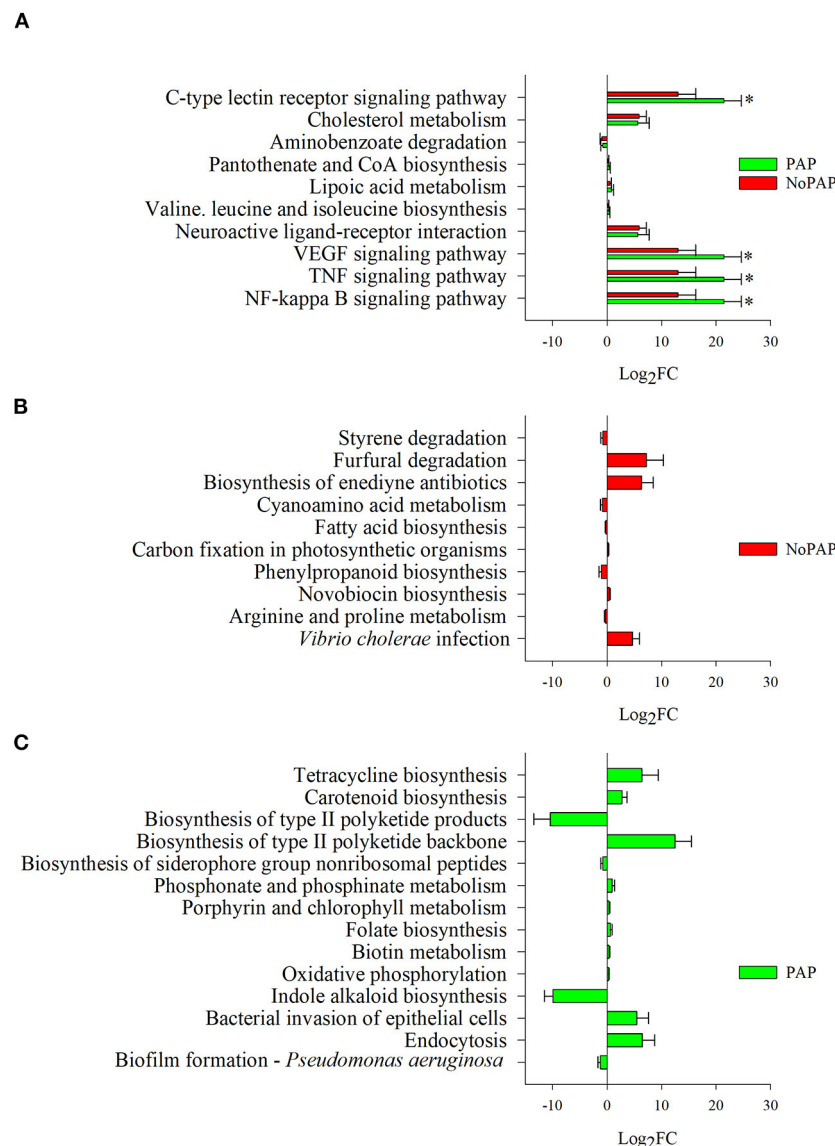 A
C-type lectin receptor signaling pathway
Cholesterol metabolism
Aminobenzoate degradation
Pantothenate and CoA biosynthesis
Lipoic acid metabolism
Valine. leucine and isoleucine biosynthesis
Neuroactive ligand-receptor interaction
VEGF signaling pathway
TNF signaling pathway
NF-kappa B signaling pathway
*
*
*
*
PAP
NoPAP
-10 0 10 20 30
Log2FC
B
Styrene degradation
Furfural degradation
Biosynthesis of enediyne antibiotics
Cyanoamino acid metabolism
Fatty acid biosynthesis
Carbon fixation in photosynthetic organisms
Phenylpropanoid biosynthesis
Novobiocin biosynthesis
Arginine and proline metabolism
Vibrio cholerae infection
NoPAP
-10 0 10 20 30
Log2FC
C
Tetracycline biosynthesis
Carotenoid biosynthesis
Biosynthesis of type II polyketide products
Biosynthesis of type II polyketide backbone
Biosynthesis of siderophore group nonribosomal peptides
Phosphonate and phosphinate metabolism
Porphyrin and chlorophyll metabolism
Folate biosynthesis
Biotin metabolism
Oxidative phosphorylation
Indole alkaloid biosynthesis
Bacterial invasion of epithelial cells
Endocytosis
Biofilm formation - Pseudomonas aeruginosa
PAP
-10 0 10 20 30
Log2FC